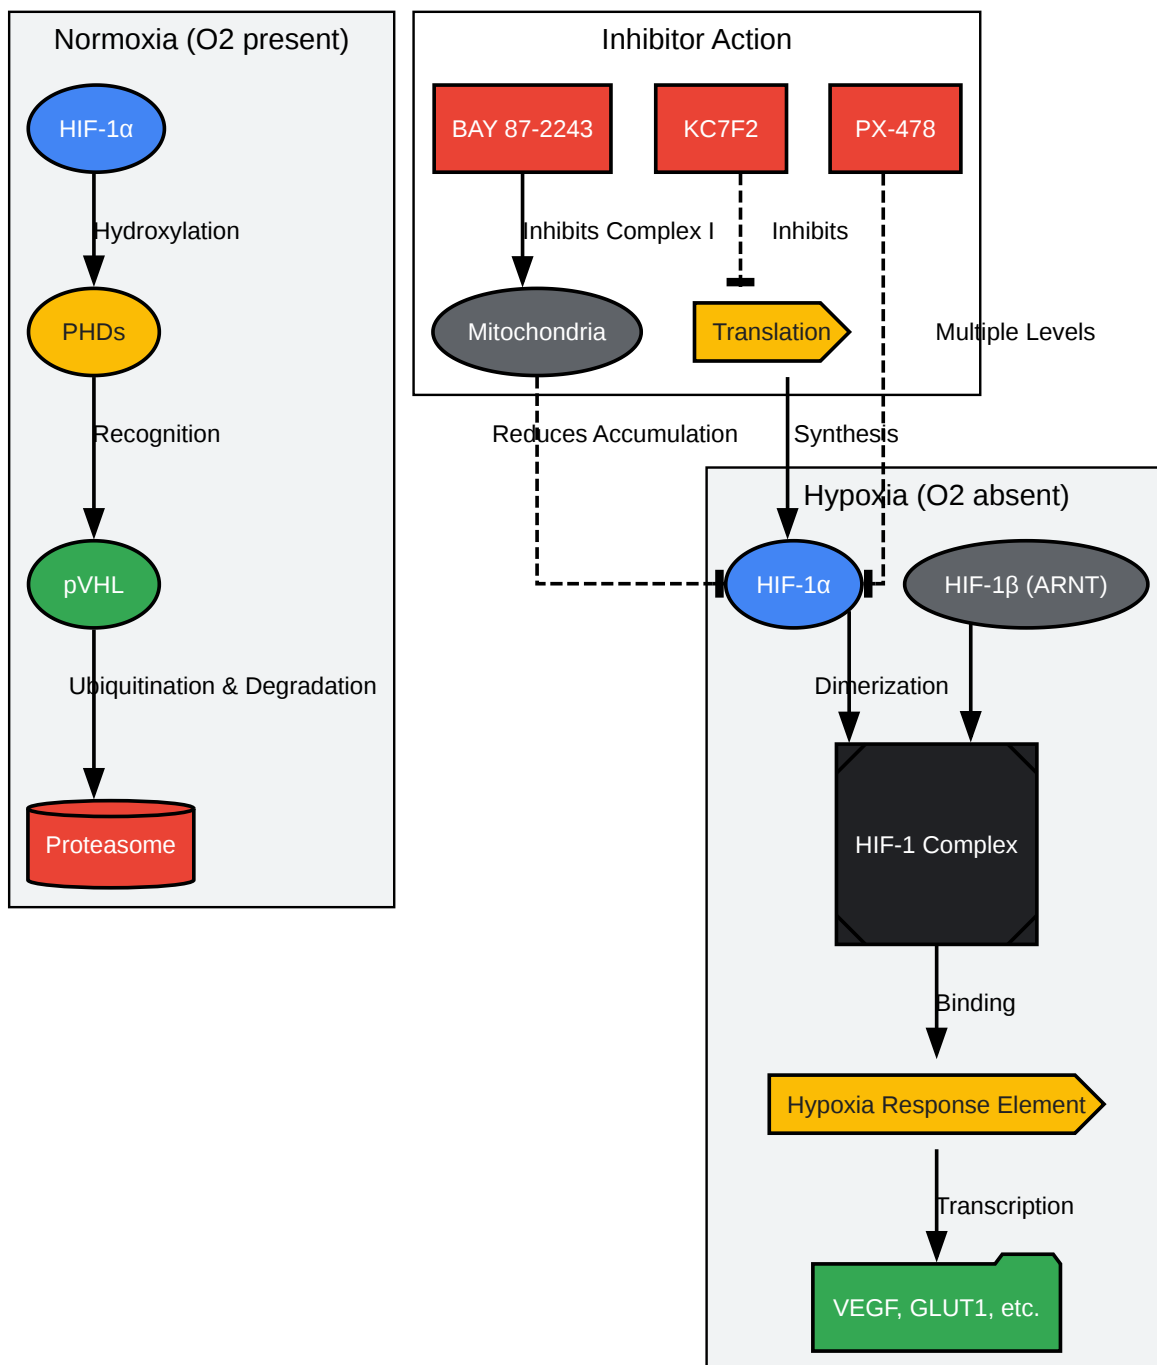 Normoxia (O2 present)
HIF-1α
Hydroxylation
PHDs
Recognition
pVHL
Ubiquitination & Degradation
Proteasome
Inhibitor Action
BAY 87-2243
KC7F2
PX-478
Inhibits Complex I
Inhibits
Mitochondria
Translation
Multiple Levels
Reduces Accumulation
Synthesis
Hypoxia (O2 absent)
HIF-1α
HIF-1β (ARNT)
Dimerization
HIF-1 Complex
Binding
Hypoxia Response Element
Transcription
VEGF, GLUT1, etc.